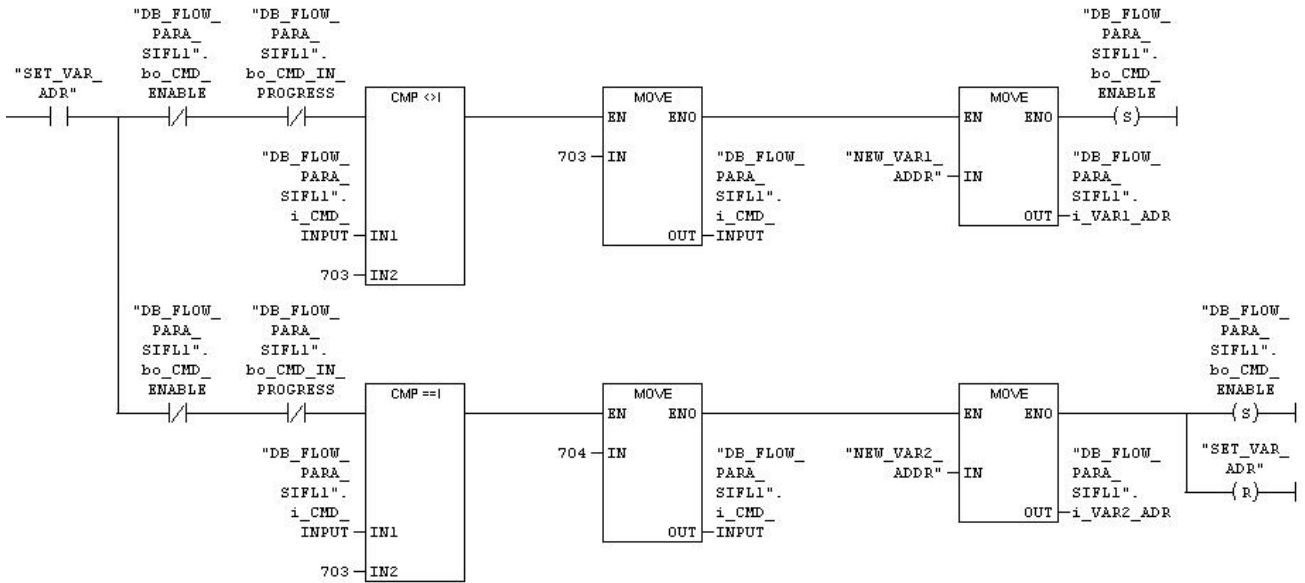 "DB_FLOW_
PARA_
SIFL1".
bo_CMD_
ENABLE
"DB_FLOW_
PARA_
SIFL1".
bo_CMD_IN_
PROGRESS
"DB_FLOW_
PARA_
SIFL1".
bo_CMD_
ENABLE
"SET_VAR_
ADR"
CMP <>I
MOVE
MOVE
EN ENO
EN ENO
( S )
"DB_FLOW_
PARA_
SIFL1".
i_CMD_
INPUT
IN1
703
IN2
703
IN
"DB_FLOW_
PARA_
SIFL1".
i_CMD_
OUT
INPUT
"NEW_VAR1_
ADDR"
IN
"DB_FLOW_
PARA_
SIFL1".
OUT
i_VAR1_ADR
"DB_FLOW_
PARA_
SIFL1".
bo_CMD_
ENABLE
"DB_FLOW_
PARA_
SIFL1".
bo_CMD_IN_
PROGRESS
"DB_FLOW_
PARA_
SIFL1".
bo_CMD_
ENABLE
CMP ==I
MOVE
MOVE
EN ENO
EN ENO
( S )
"DB_FLOW_
PARA_
SIFL1".
i_CMD_
INPUT
IN1
703
IN2
704
IN
"DB_FLOW_
PARA_
SIFL1".
i_CMD_
OUT
INPUT
"NEW_VAR2_
ADDR"
IN
"DB_FLOW_
PARA_
SIFL1".
OUT
i_VAR2_ADR
"SET_VAR_
ADR"
( R )